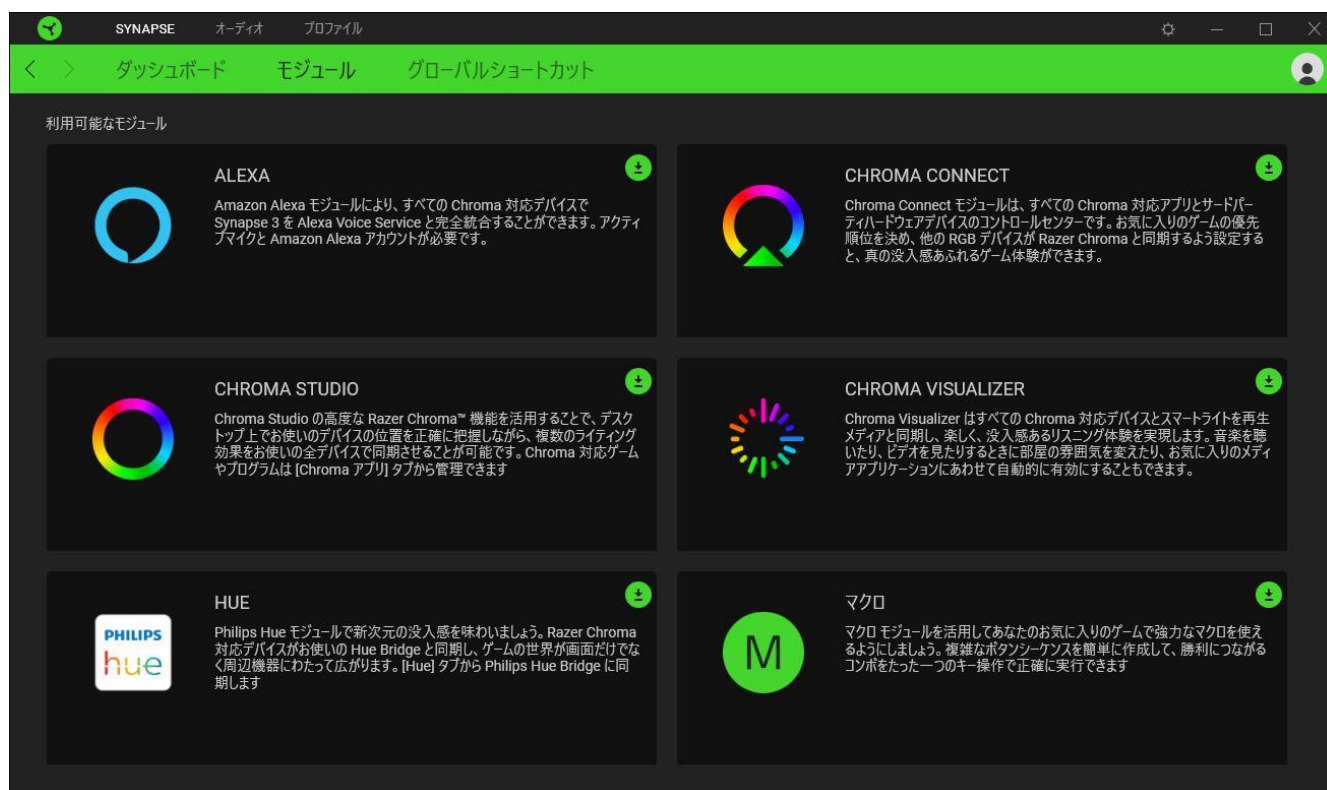 SYNAPSE オーディオ プロファイル
ダッシュボード モジュール グローバルショートカット
利用可能なモジュール
ALEXA
Amazon Alexa モジュールにより、すべての Chroma 対応デバイスで
Synapse 3 を Alexa Voice Service と完全統合することができます。アクティ
ブマイクと Amazon Alexa アカウントが必要です。
CHROMA CONNECT
Chroma Connect モジュールは、すべての Chroma 対応アプリとサードパー
ティハードウェアデバイスのコントロールセンターです。お気に入りのゲームの優先
順位を決め、他の RGB デバイスが Razer Chroma と同期するよう設定する
と、真の没入感あふれるゲーム体験ができます。
CHROMA STUDIO
Chroma Studio の高度な Razer Chroma™ 機能を活用することで、デスク
トップ上でお使いのデバイスの位置を正確に把握しながら、複数のライティング
効果をお使いの全デバイスで同期させることが可能です。Chroma 対応ゲーム
やプログラムは [Chroma アプリ] タブから管理できます
CHROMA VISUALIZER
Chroma Visualizer はすべての Chroma 対応デバイスとスマートライトを再生
メディアと同期し、楽しく、没入感あるリスニング体験を実現します。音楽を聴
いたり、ビデオを見たりするときに部屋の雰囲気を変えたり、お気に入りのメディ
アアプリケーションにあわせて自動的に有効にすることもできます。
PHILIPS
hue
HUE
Philips Hue モジュールで新次元の没入感を味わいましょう。Razer Chroma
対応デバイスがお使いの Hue Bridge と同期し、ゲームの世界が画面だけでな
く周辺機器にわたって広がります。[Hue] タブから Philips Hue Bridge に同
期します
M
マクロ
マクロ モジュールを活用してあなたのお気に入りのゲームで強力なマクロを使え
るようにしましょう。複雑なボタンシーケンスを簡単に作成して、勝利につながる
コンボをたった一つのキー操作で正確に実行できます